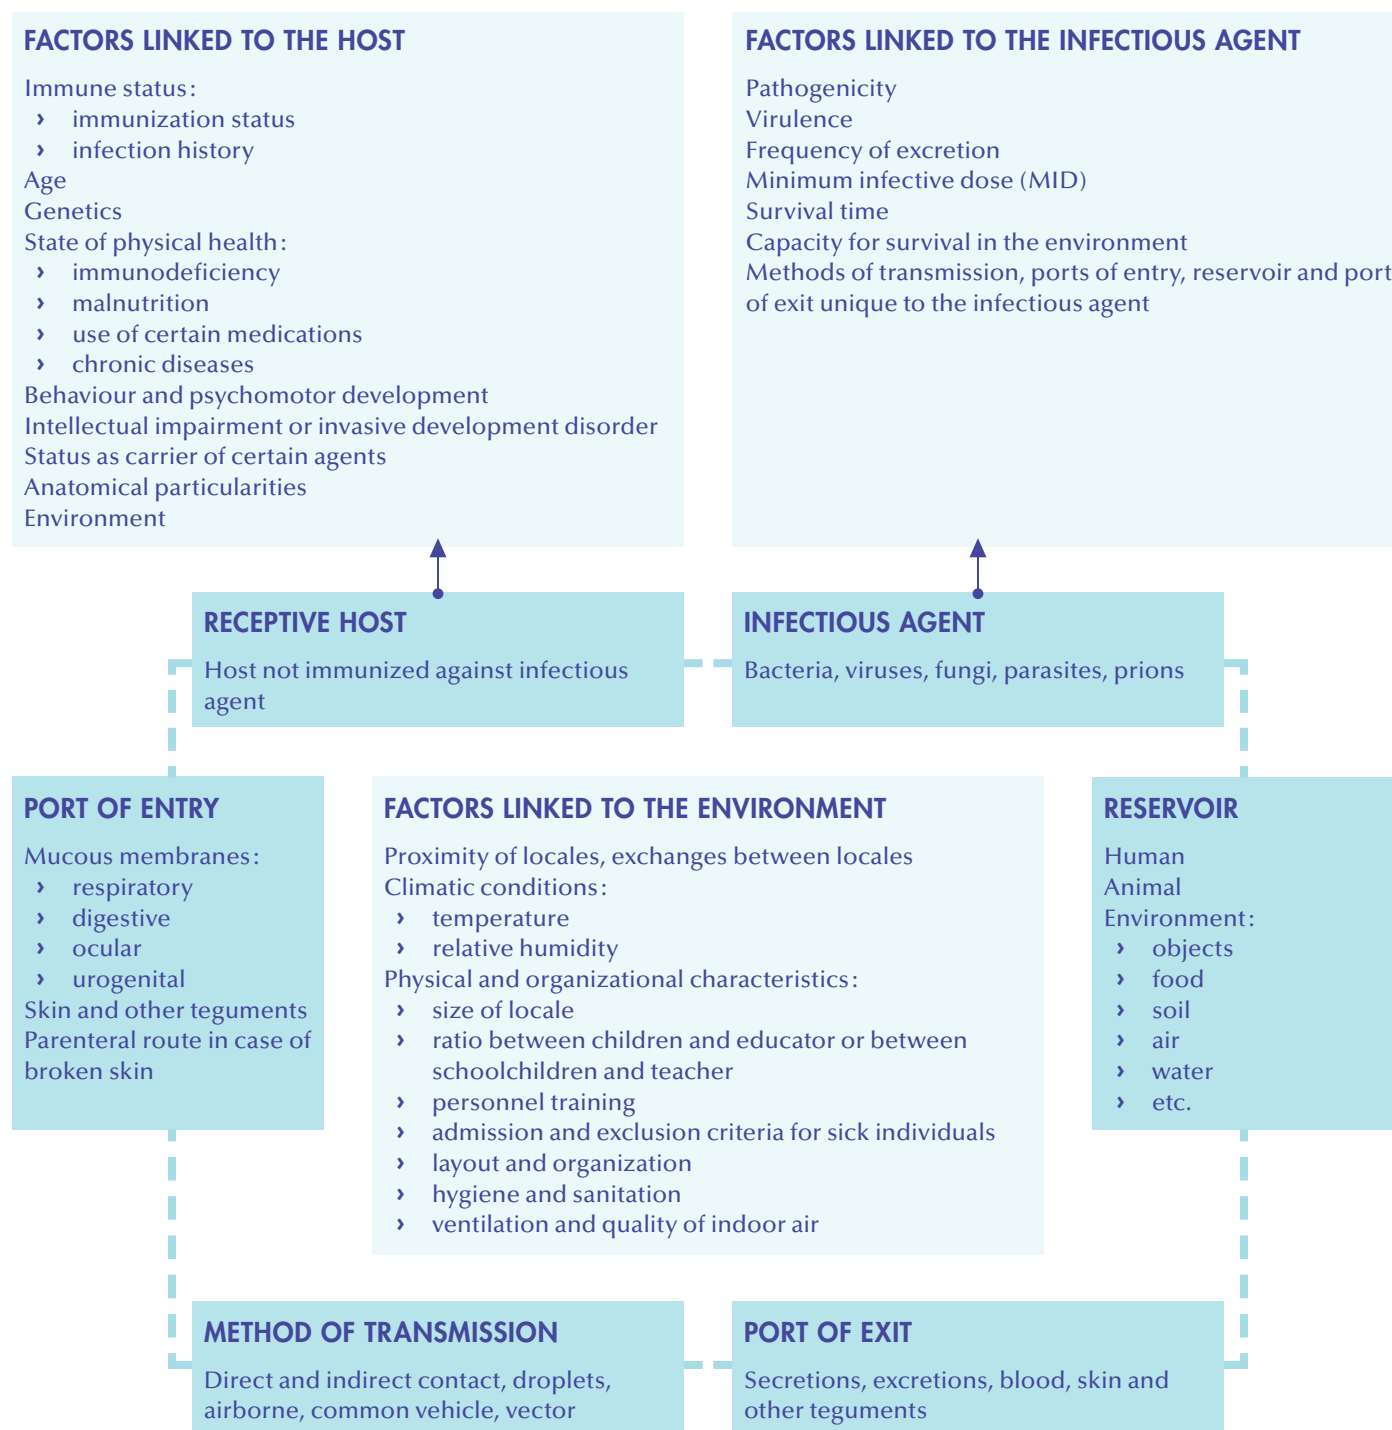 FACTORS LINKED TO THE HOST
Immune status:
› immunization status
› infection history
Age
Genetics
State of physical health:
› immunodeficiency
› malnutrition
› use of certain medications
› chronic diseases
Behaviour and psychomotor development
Intellectual impairment or invasive development disorder
Status as carrier of certain agents
Anatomical particularities
Environment
FACTORS LINKED TO THE INFECTIOUS AGENT
Pathogenicity
Virulence
Frequency of excretion
Minimum infective dose (MID)
Survival time
Capacity for survival in the environment
Methods of transmission, ports of entry, reservoir and port
of exit unique to the infectious agent
RECEPTIVE HOST
Host not immunized against infectious
agent
INFECTIOUS AGENT
Bacteria, viruses, fungi, parasites, prions
PORT OF ENTRY
Mucous membranes:
› respiratory
› digestive
› ocular
› urogenital
Skin and other teguments
Parenteral route in case of
broken skin
FACTORS LINKED TO THE ENVIRONMENT
Proximity of locales, exchanges between locales
Climatic conditions:
› temperature
› relative humidity
Physical and organizational characteristics:
› size of locale
› ratio between children and educator or between
schoolchildren and teacher
› personnel training
› admission and exclusion criteria for sick individuals
› layout and organization
› hygiene and sanitation
› ventilation and quality of indoor air
RESERVOIR
Human
Animal
Environment:
› objects
› food
› soil
› air
› water
› etc.
METHOD OF TRANSMISSION
Direct and indirect contact, droplets,
airborne, common vehicle, vector
PORT OF EXIT
Secretions, excretions, blood, skin and
other teguments